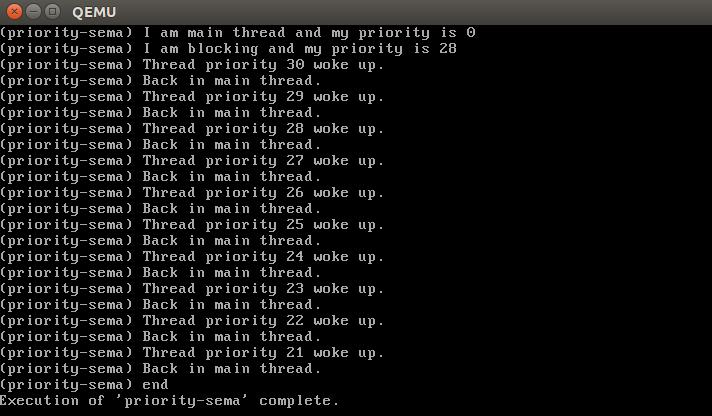 QEMU
(priority-sema) I am main thread and my priority is 0
(priority-sema) I am blocking and my priority is 28
(priority-sema) Thread priority 30 woke up.
(priority-sema) Back in main thread.
(priority-sema) Thread priority 29 woke up.
(priority-sema) Back in main thread.
(priority-sema) Thread priority 28 woke up.
(priority-sema) Back in main thread.
(priority-sema) Thread priority 27 woke up.
(priority-sema) Back in main thread.
(priority-sema) Thread priority 26 woke up.
(priority-sema) Back in main thread.
(priority-sema) Thread priority 25 woke up.
(priority-sema) Back in main thread.
(priority-sema) Thread priority 24 woke up.
(priority-sema) Back in main thread.
(priority-sema) Thread priority 23 woke up.
(priority-sema) Back in main thread.
(priority-sema) Thread priority 22 woke up.
(priority-sema) Back in main thread.
(priority-sema) Thread priority 21 woke up.
(priority-sema) Back in main thread.
(priority-sema) end
Execution of 'priority-sema' complete.